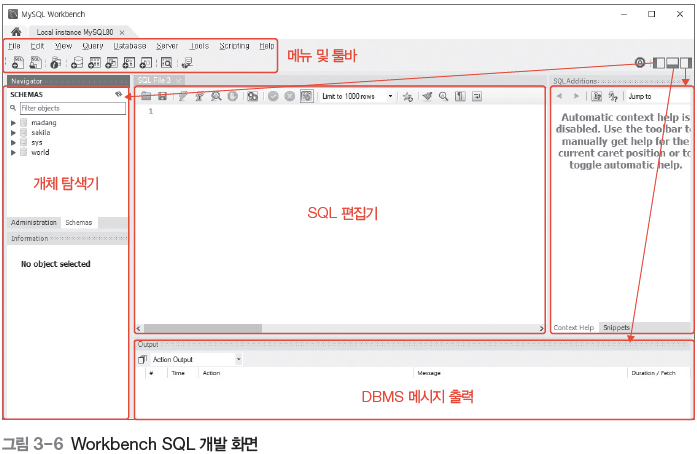 MySQL Workbench
Local instance MySQL80 ×
File Edit View Query Database Server Tools Scripting Help
메뉴 및 툴바
Navigator
SCHEMAS
Filter objects
madang
sakila
sys
world
개체 탐색기
Administration Schemas
Information
No object selected
SQL File 3 ×
Limit to 1000 rows
1
SQL 편집기
SQLAdditions
Jump to
Automatic context help is
disabled. Use the toolbar to
manually get help for the
current caret position or to
toggle automatic help.
Context Help Snippets
Output
Action Output
# Time Action Message Duration / Fetch
DBMS 메시지 출력
그림 3-6 Workbench SQL 개발 화면